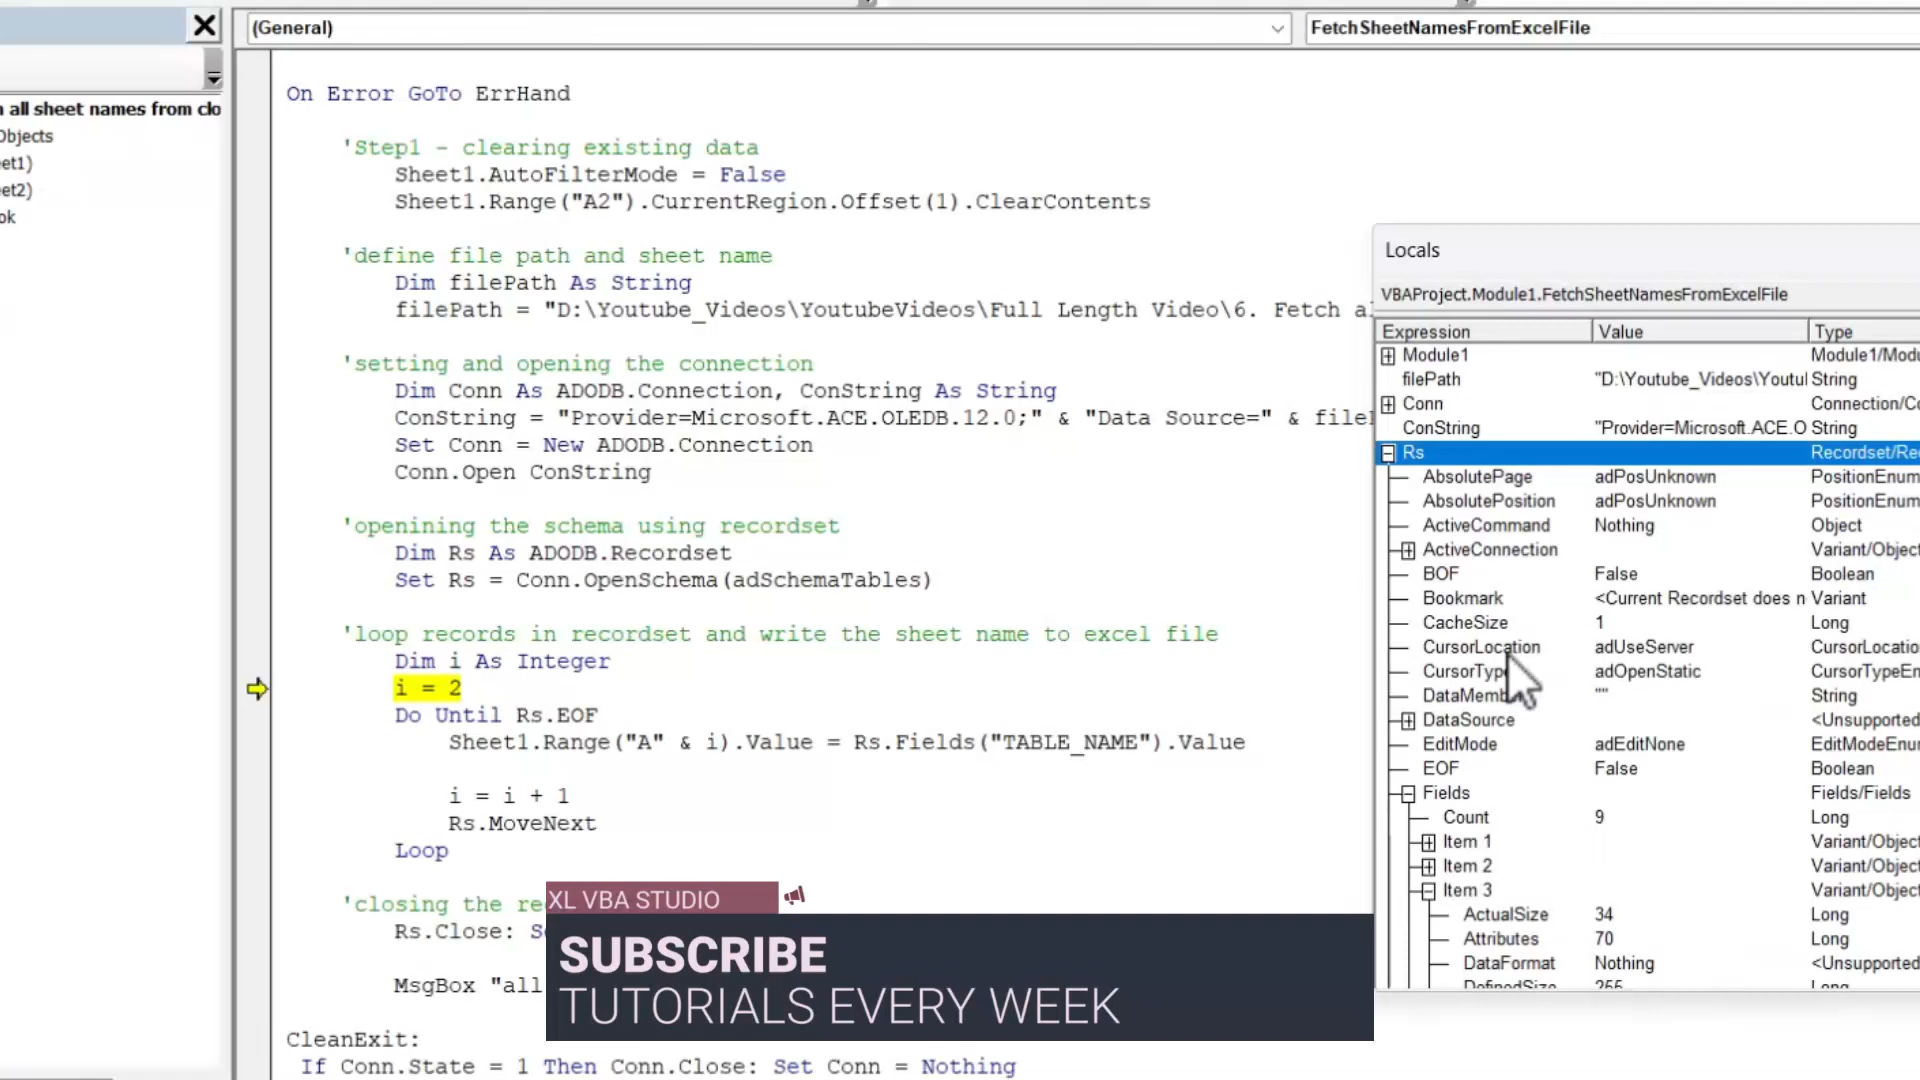 (General)
FetchSheetNamesFromExcelFile
all sheet names from clo
Objects
et1)
et2)
ok
On Error GoTo ErrHand
'Step1 - clearing existing data
Sheet1.AutoFilterMode = False
Sheet1.Range("A2").CurrentRegion.Offset(1).ClearContents
'define file path and sheet name
Dim filePath As String
filePath = "D:\Youtube_Videos\YoutubeVideos\Full Length Video\6. Fetch al
'setting and opening the connection
Dim Conn As ADODB.Connection, ConString As String
ConString = "Provider=Microsoft.ACE.OLEDB.12.0;" & "Data Source=" & file
Set Conn = New ADODB.Connection
Conn.Open ConString
'openining the schema using recordset
Dim Rs As ADODB.Recordset
Set Rs = Conn.OpenSchema(adSchemaTables)
'loop records in recordset and write the sheet name to excel file
Dim i As Integer
i = 2
Do Until Rs.EOF
Sheet1.Range("A" & i).Value = Rs.Fields("TABLE_NAME").Value
i = i + 1
Rs.MoveNext
Loop
'closing the re
Rs.Close: S
MsgBox "all
CleanExit:
If Conn.State = 1 Then Conn.Close: Set Conn = Nothing
XL VBA STUDIO
SUBSCRIBE
TUTORIALS EVERY WEEK
Locals
VBAProject.Module1.FetchSheetNamesFromExcelFile
Expression Value Type
Module1 Module1/Modu
filePath "D:\Youtube_Videos\Youtul String
Conn Connection/Co
ConString "Provider=Microsoft.ACE.O String
Rs Recordset/Rec
AbsolutePage adPosUnknown PositionEnum
AbsolutePosition adPosUnknown PositionEnum
ActiveCommand Nothing Object
ActiveConnection Variant/Object
BOF False Boolean
Bookmark <Current Recordset does n Variant
CacheSize 1 Long
CursorLocation adUseServer CursorLocatio
CursorTyp adOpenStatic CursorTypeEn
DataMemb "" String
DataSource <Unsupported
EditMode adEditNone EditModeEnu
EOF False Boolean
Fields Fields/Fields
Count 9 Long
Item 1 Variant/Object
Item 2 Variant/Object
Item 3 Variant/Object
ActualSize 34 Long
Attributes 70 Long
DataFormat Nothing <Unsupported
DefinedSize 255 Long